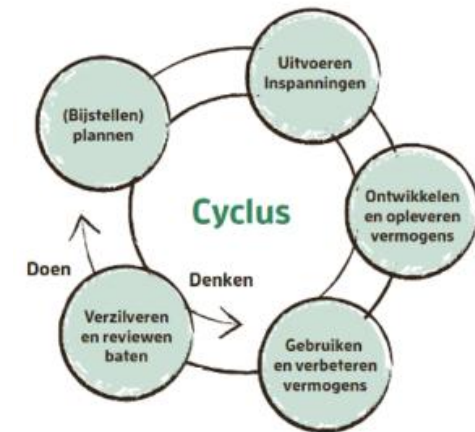 Uitvoeren
Inspanningen
(Bijstellen)
plannen
Cyclus
Ontwikkelen
en opleveren
vermogens
Doen
Denken
Verzilveren
en reviewen
baten
Gebruiken
en verbeteren
vermogens